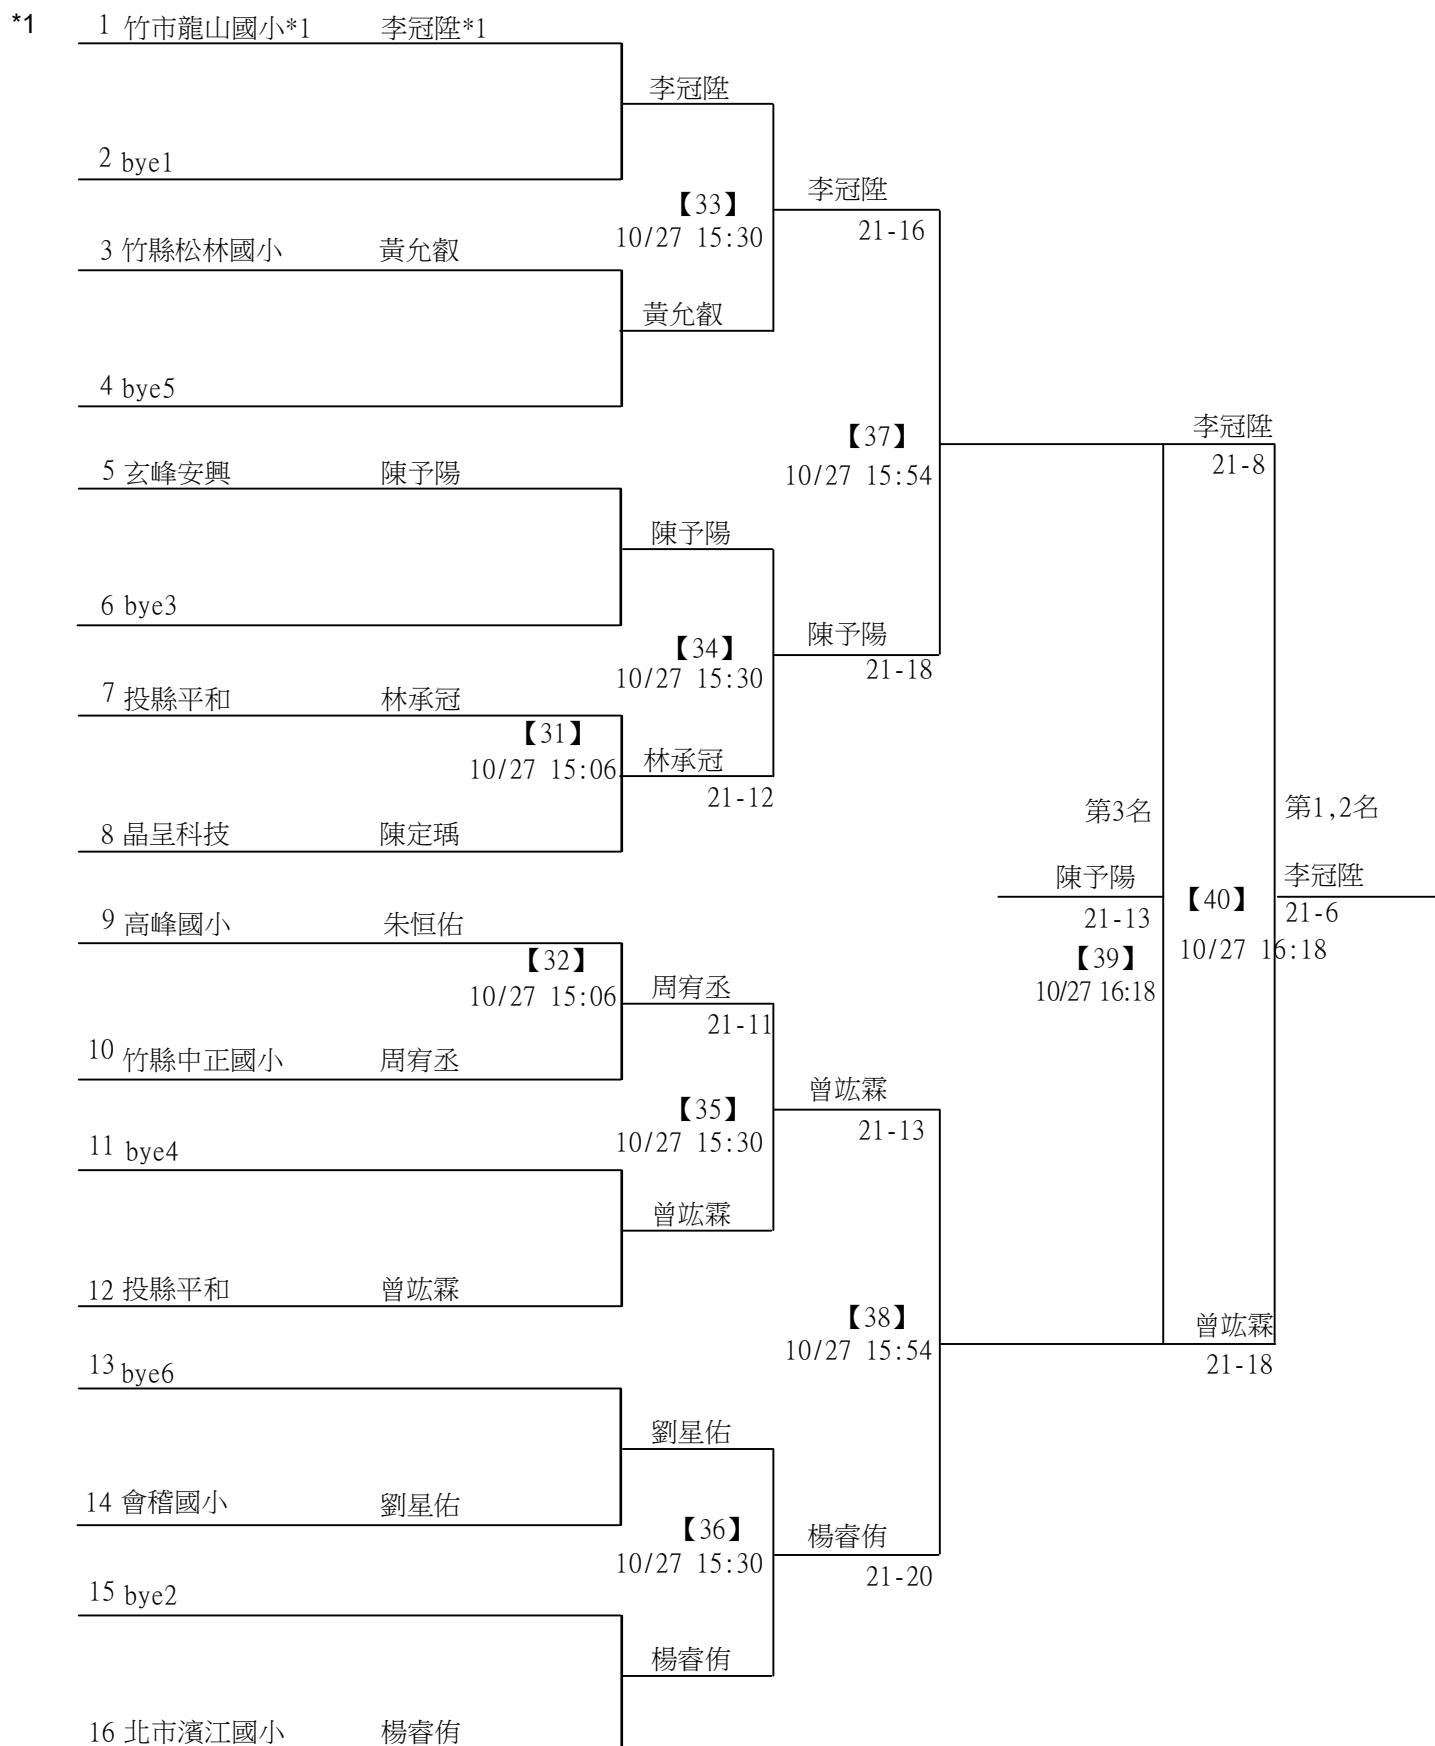 *1
1 竹市龍山國小*1 李冠陞*1
李冠陞
2 bye1
李冠陞
【33】
21-16
10/27 15:30
3 竹縣松林國小 黃允叡
黃允叡
4 bye5
李冠陞
【37】
21-8
5 玄峰安興 陳予陽
10/27 15:54
陳予陽
6 bye3
陳予陽
【34】
21-18
10/27 15:30
7 投縣平和 林承冠
【31】
林承冠
10/27 15:06
21-12
第3名
第1,2名
8 晶呈科技 陳定瑀
陳予陽
李冠陞
【40】
21-13
21-6
9 高峰國小 朱恒佑
【32】
【39】
10/27 16:18
周宥丞
10/27 15:06
10/27 16:18
21-11
10 竹縣中正國小 周宥丞
曾竑霖
【35】
21-13
11 bye4
10/27 15:30
曾竑霖
12 投縣平和 曾竑霖
【38】
曾竑霖
10/27 15:54
21-18
13 bye6
劉星佑
14 會稽國小 劉星佑
【36】
楊睿侑
10/27 15:30
21-20
15 bye2
楊睿侑
16 北市濱江國小 楊睿侑